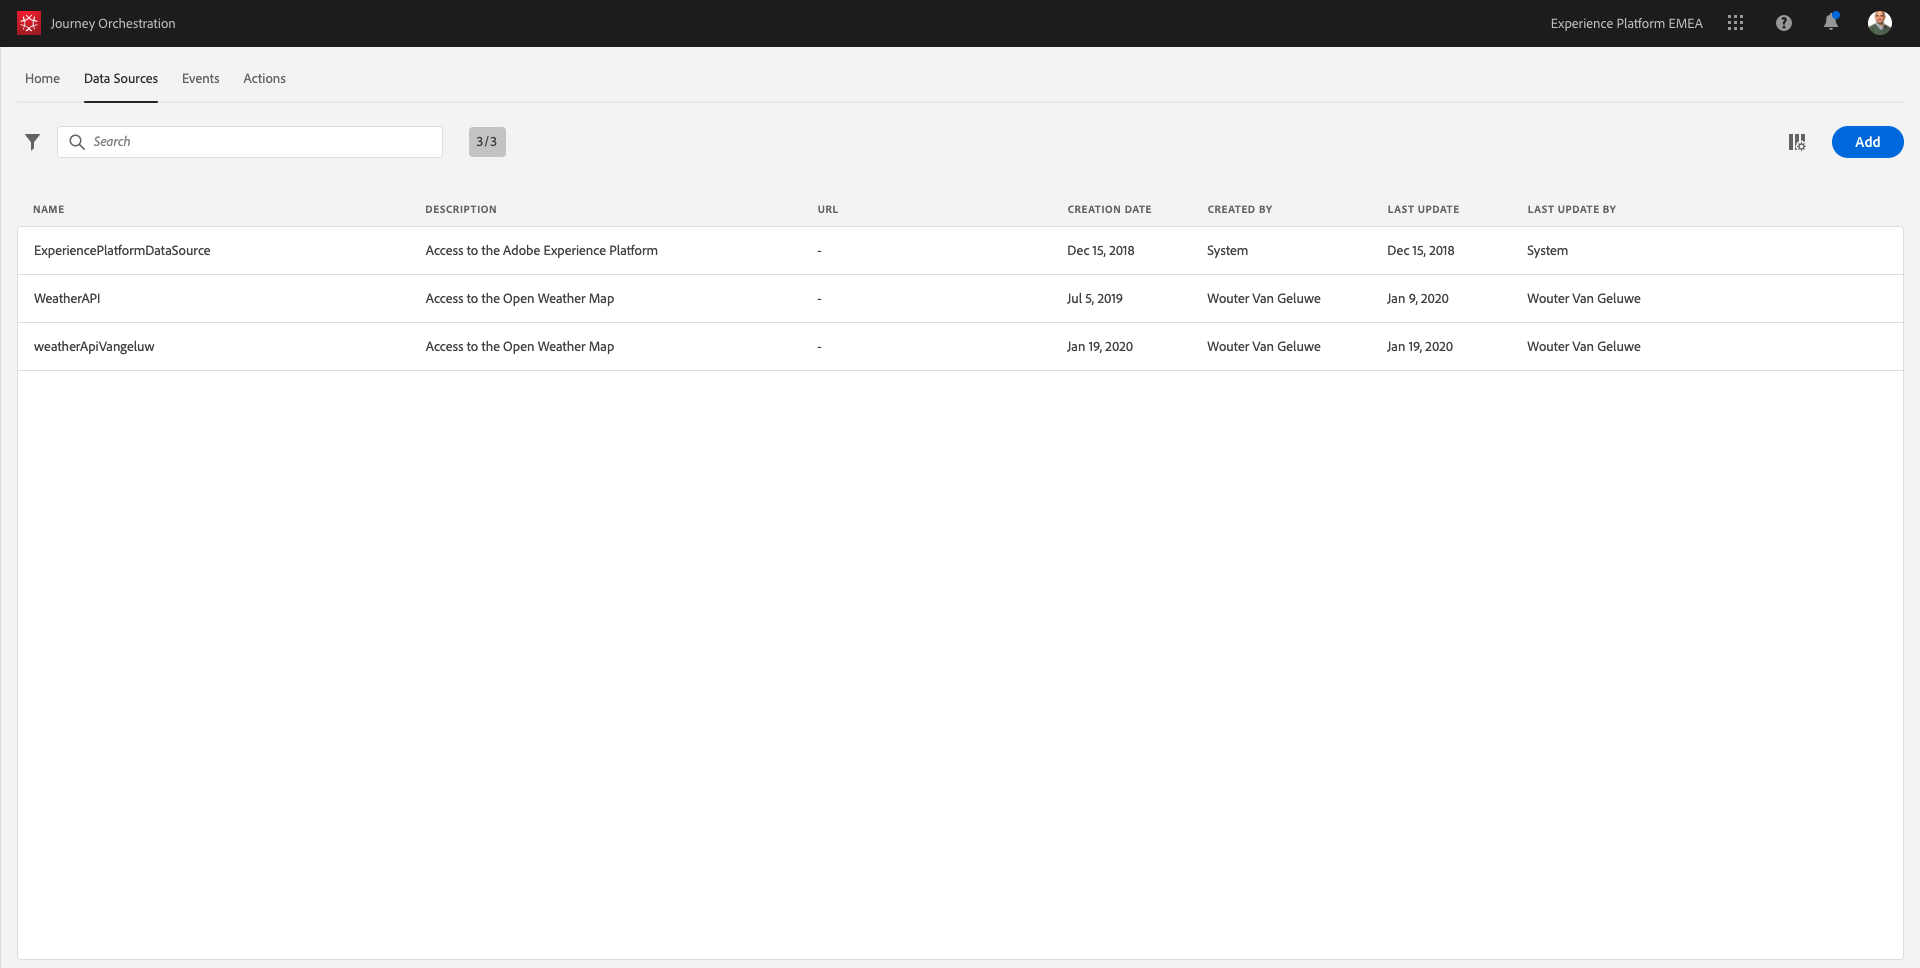 Journey Orchestration
Experience Platform EMEA
Home Data Sources Events Actions
Search 3/3 Add
NAME DESCRIPTION URL CREATION DATE CREATED BY LAST UPDATE LAST UPDATE BY
ExperiencePlatformDataSource Access to the Adobe Experience Platform - Dec 15, 2018 System Dec 15, 2018 System
WeatherAPI Access to the Open Weather Map - Jul 5, 2019 Wouter Van Geluwe Jan 9, 2020 Wouter Van Geluwe
weatherApiVangeluw Access to the Open Weather Map - Jan 19, 2020 Wouter Van Geluwe Jan 19, 2020 Wouter Van Geluwe